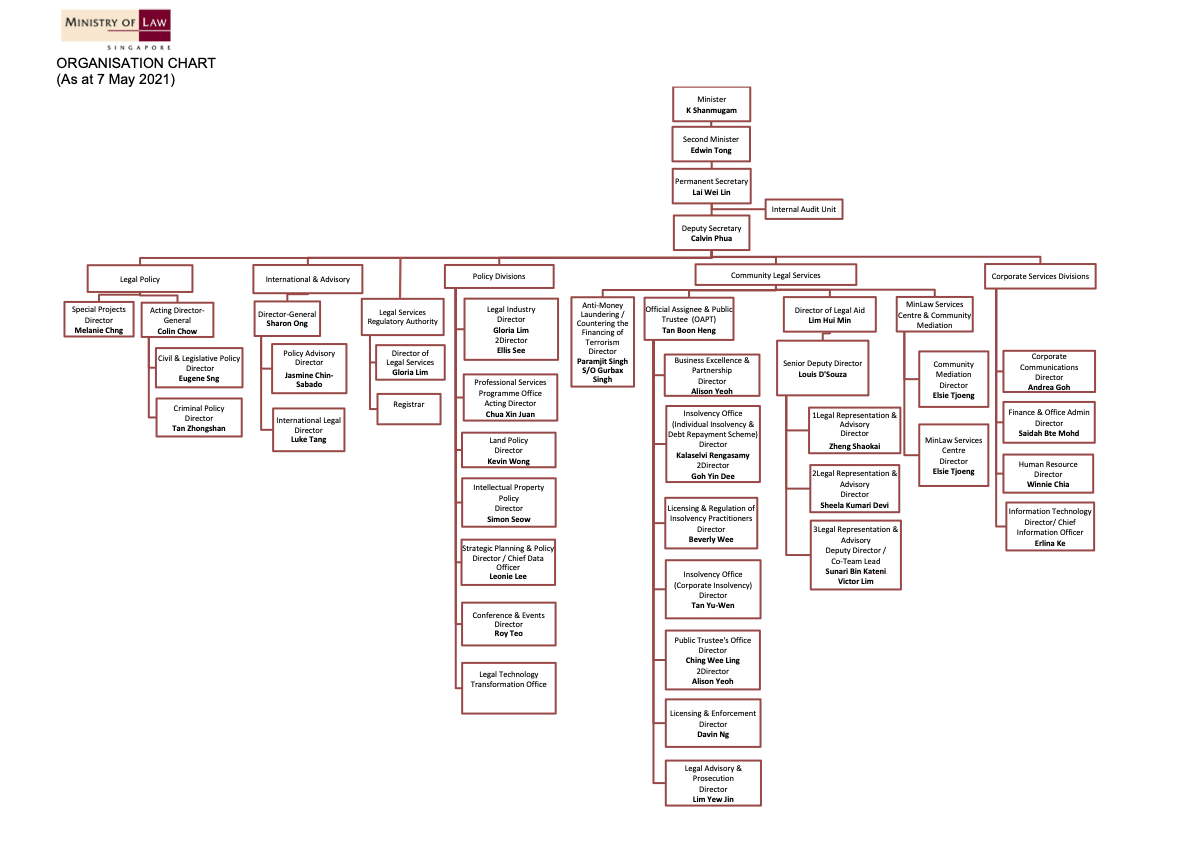 MINISTRY OF LAW
SINGAPORE
ORGANISATION CHART
(As at 7 May 2021)
Minister
K Shanmugam
Second Minister
Edwin Tong
Permanent Secretary
Lai Wei Lin
Internal Audit Unit
Deputy Secretary
Calvin Phua
Legal Policy
Special Projects
Director
Melanie Chng
Acting Director-
General
Colin Chow
Civil & Legislative Policy
Director
Eugene Sng
Criminal Policy
Director
Tan Zhongshan
International & Advisory
Director-General
Sharon Ong
Policy Advisory
Director
Jasmine Chin-
Sabado
International Legal
Director
Luke Tang
Legal Services
Regulatory Authority
Director of
Legal Services
Gloria Lim
Registrar
Policy Divisions
Legal Industry
Director
Gloria Lim
2Director
Ellis See
Professional Services
Programme Office
Acting Director
Chua Xin Juan
Land Policy
Director
Kevin Wong
Intellectual Property
Policy
Director
Simon Seow
Strategic Planning & Policy
Director / Chief Data
Officer
Leonie Lee
Conference & Events
Director
Roy Teo
Legal Technology
Transformation Office
Community Legal Services
Anti-Money
Laundering /
Countering the
Financing of
Terrorism
Director
Paramjit Singh
S/O Gurbax
Singh
Official Assignee & Public
Trustee (OAPT)
Tan Boon Heng
Business Excellence &
Partnership
Director
Alison Yeoh
Insolvency Office
(Individual Insolvency &
Debt Repayment Scheme)
Director
Kalaselvi Rengasamy
2Director
Goh Yin Dee
Licensing & Regulation of
Insolvency Practitioners
Director
Beverly Wee
Insolvency Office
(Corporate Insolvency)
Director
Tan Yu-Wen
Public Trustee's Office
Director
Ching Wee Ling
2Director
Alison Yeoh
Licensing & Enforcement
Director
Davin Ng
Legal Advisory &
Prosecution
Director
Lim Yew Jin
Director of Legal Aid
Lim Hui Min
Senior Deputy Director
Louis D'Souza
1Legal Representation &
Advisory
Director
Zheng Shaokai
2Legal Representation &
Advisory
Director
Sheela Kumari Devi
3Legal Representation &
Advisory
Deputy Director /
Co-Team Lead
Sunari Bin Kateni
Victor Lim
MinLaw Services
Centre & Community
Mediation
Community
Mediation
Director
Elsie Tjoeng
MinLaw Services
Centre
Director
Elsie Tjoeng
Corporate Services Divisions
Corporate
Communications
Director
Andrea Goh
Finance & Office Admin
Director
Saidah Bte Mohd
Human Resource
Director
Winnie Chia
Information Technology
Director/ Chief
Information Officer
Erlina Ke